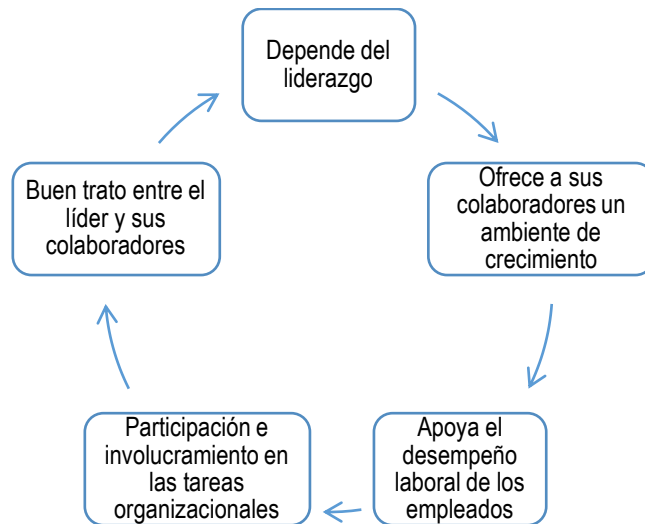 Depende del
liderazgo
Ofrece a sus
colaboradores un
ambiente de
crecimiento
Apoya el
desempeño
laboral de los
empleados
Participación e
involucramiento en
las tareas
organizacionales
Buen trato entre el
líder y sus
colaboradores